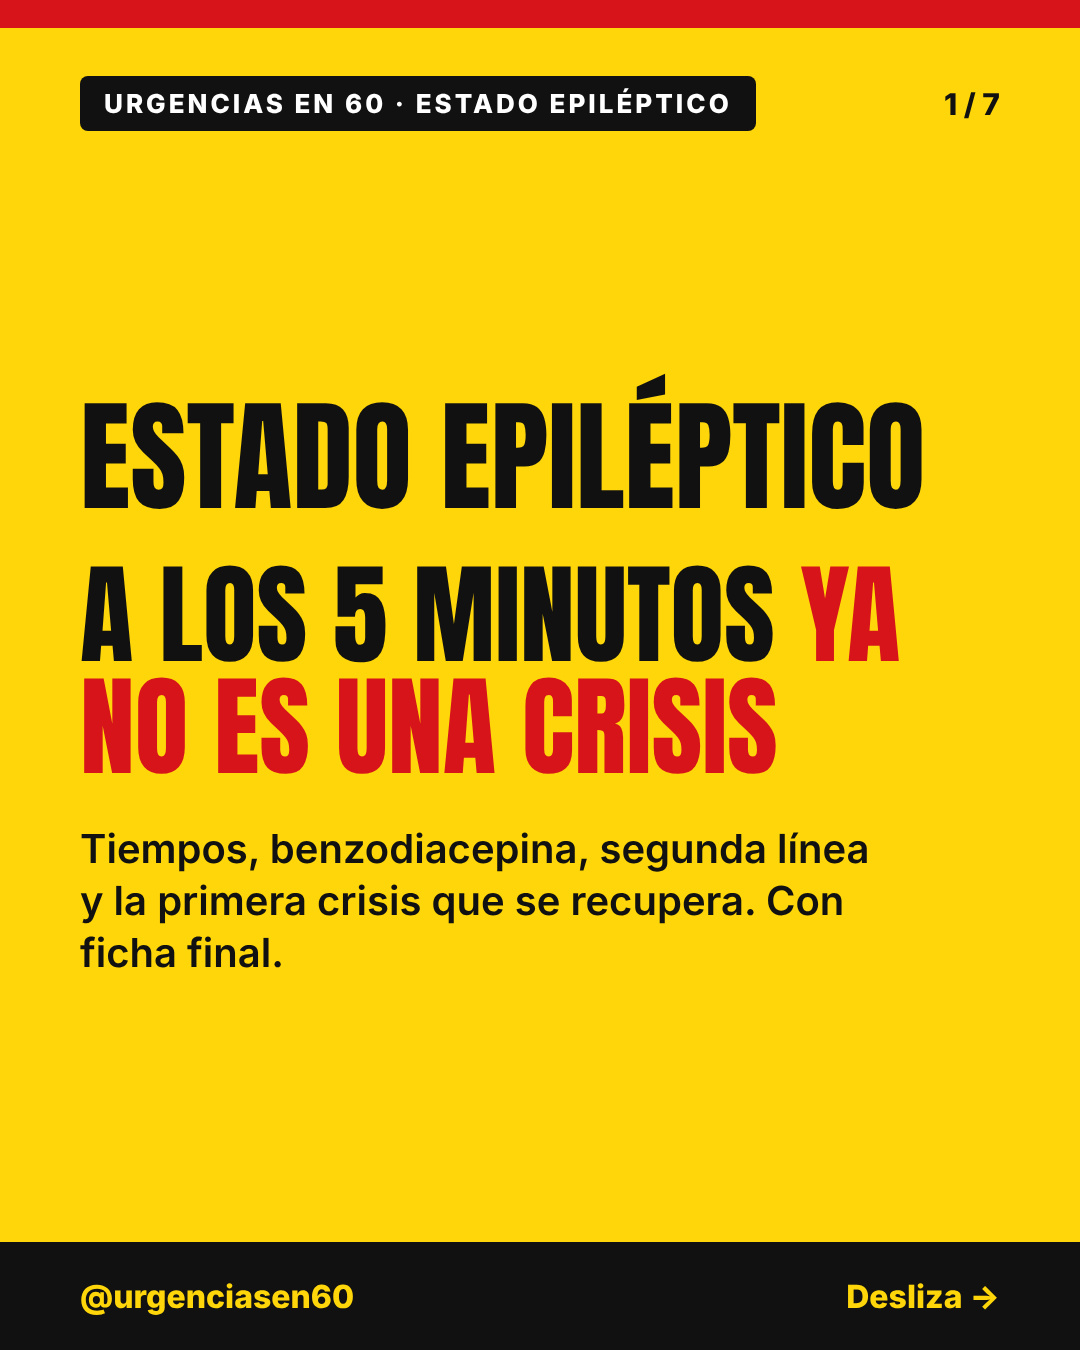 URGENCIAS EN 60 · ESTADO EPILÉPTICO
1/7
ESTADO EPILÉPTICO
A LOS 5 MINUTOS YA
NO ES UNA CRISIS
Tiempos, benzodiacepina, segunda línea
y la primera crisis que se recupera. Con
ficha final.
@urgenciasen60
Desliza →